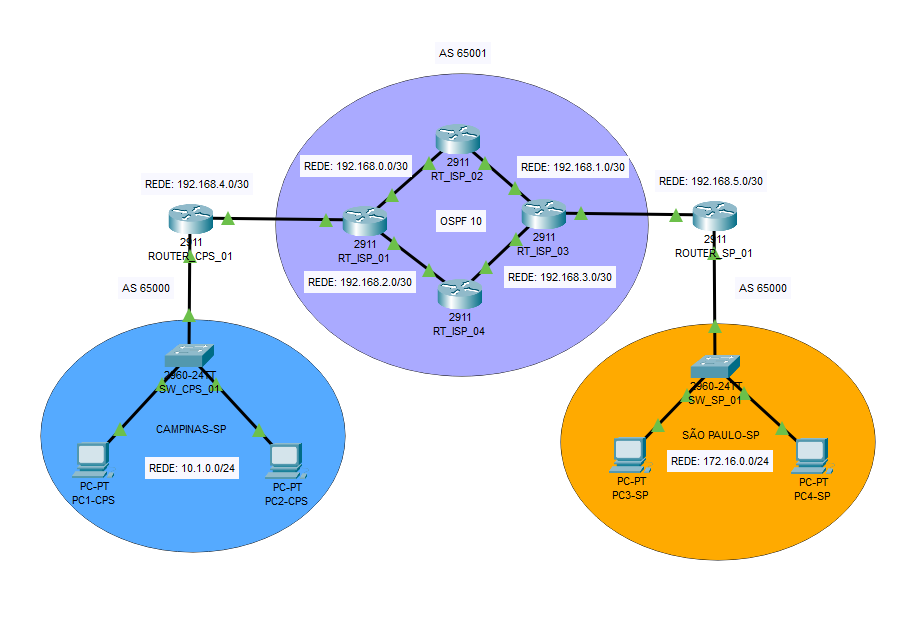 AS 65001
2911
RT_ISP_02
REDE: 192.168.0.0/30
REDE: 192.168.1.0/30
REDE: 192.168.4.0/30
REDE: 192.168.5.0/30
2911
ROUTER_CPS_01
2911
RT_ISP_01
OSPF 10
2911
RT_ISP_03
2911
ROUTER_SP_01
REDE: 192.168.2.0/30
REDE: 192.168.3.0/30
AS 65000
AS 65000
2911
RT_ISP_04
2960-24TT
SW_CPS_01
2960-24TT
SW_SP_01
CAMPINAS-SP
REDE: 10.1.0.0/24
PC-PT
PC1-CPS
PC-PT
PC2-CPS
SÃO PAULO-SP
REDE: 172.16.0.0/24
PC-PT
PC3-SP
PC-PT
PC4-SP